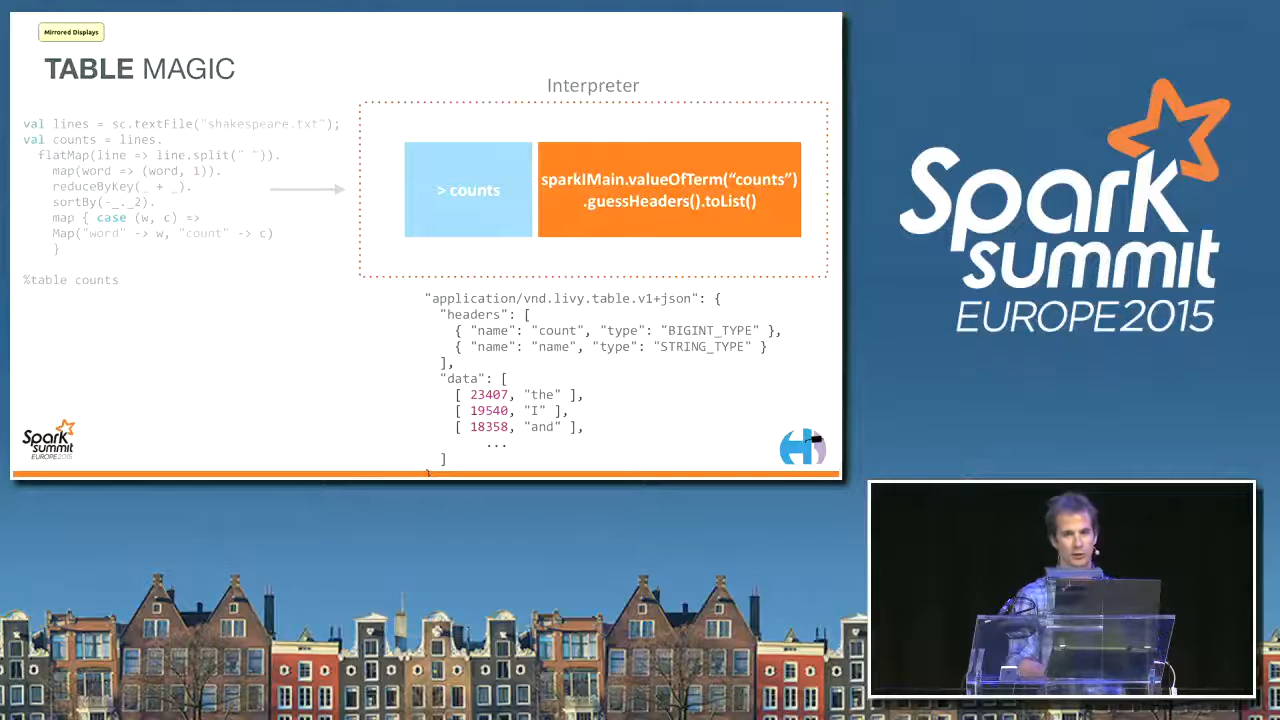 Mirrored Displays
TABLE MAGIC
val lines = sc.textFile("shakespeare.txt");
val counts = lines.
flatMap(line => line.split(" ")).
map(word => (word, 1)).
reduceByKey(_ + _).
sortBy(-_._2).
map { case (w, c) =>
Map("word" -> w, "count" -> c)
}
%table counts
Interpreter
> counts
sparkIMain.valueOfTerm(“counts”)
.guessHeaders().toList()
"application/vnd.livy.table.v1+json": {
"headers": [
{ "name": "count", "type": "BIGINT_TYPE" },
{ "name": "name", "type": "STRING_TYPE" }
],
"data": [
[ 23407, "the" ],
[ 19540, "I" ],
[ 18358, "and" ],
...
]
}
Spark
summit
EUROPE 2015
Spark
summit
EUROPE 2015